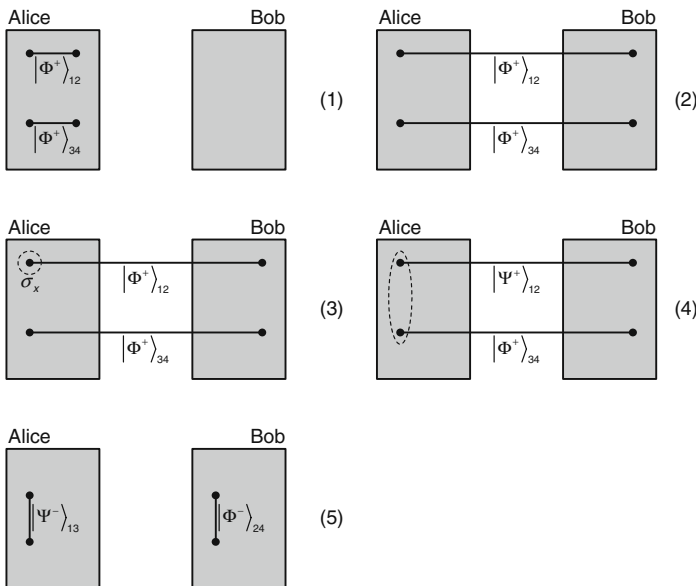 Alice Bob
|Φ⁺⟩₁₂
|Φ⁺⟩₃₄
(1)
Alice Bob
|Φ⁺⟩₁₂
|Φ⁺⟩₃₄
(2)
Alice Bob
σₓ
|Φ⁺⟩₁₂
|Φ⁺⟩₃₄
(3)
Alice Bob
|Ψ⁺⟩₁₂
|Φ⁺⟩₃₄
(4)
Alice Bob
|Ψ⁻⟩₁₃ |Φ⁻⟩₂₄
(5)